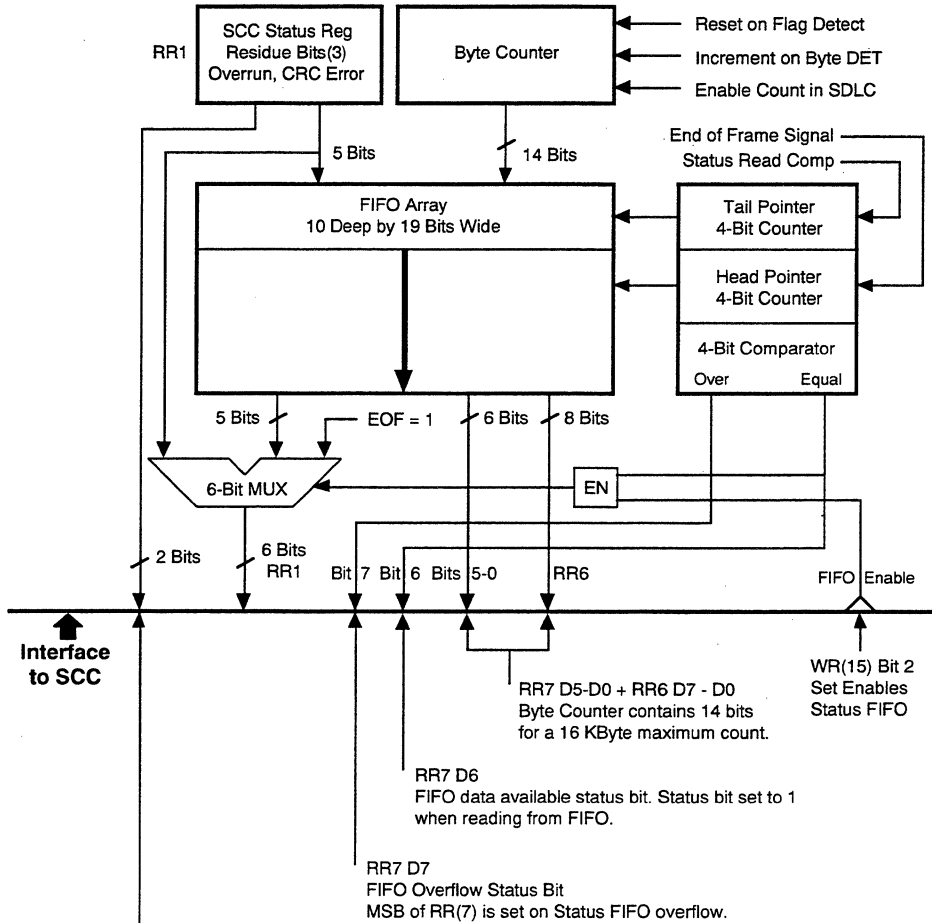 RR1
SCC Status Reg
Residue Bits(3)
Overrun, CRC Error
Byte Counter
Reset on Flag Detect
Increment on Byte DET
Enable Count in SDLC
End of Frame Signal
Status Read Comp
5 Bits
14 Bits
FIFO Array
10 Deep by 19 Bits Wide
Tail Pointer
4-Bit Counter
Head Pointer
4-Bit Counter
4-Bit Comparator
Over Equal
5 Bits
EOF = 1
6 Bits
8 Bits
6-Bit MUX
EN
2 Bits
6 Bits
RR1
Bit 7
Bit 6
Bits 5-0
RR6
FIFO Enable
Interface
to SCC
WR(15) Bit 2
Set Enables
Status FIFO
RR7 D5-D0 + RR6 D7 - D0
Byte Counter contains 14 bits
for a 16 KByte maximum count.
RR7 D6
FIFO data available status bit. Status bit set to 1
when reading from FIFO.
RR7 D7
FIFO Overflow Status Bit
MSB of RR(7) is set on Status FIFO overflow.